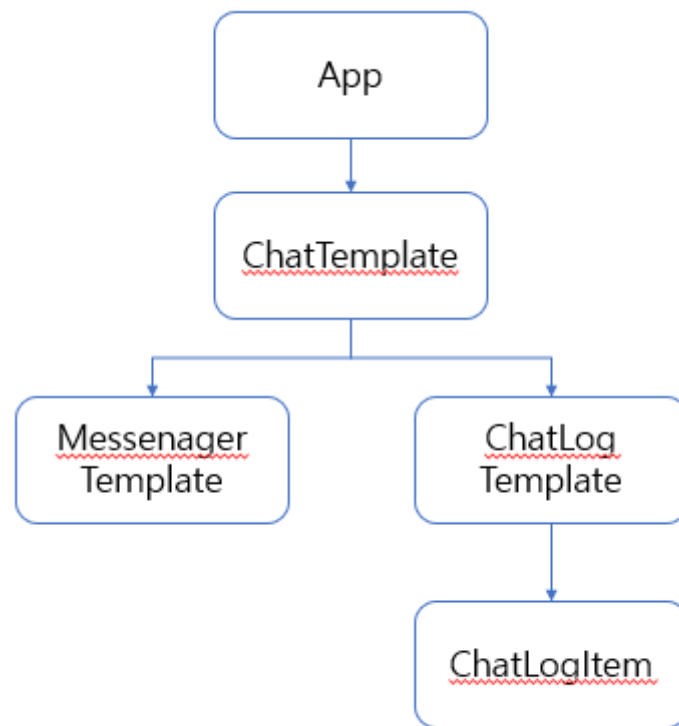 App
ChatTemplate
Messenager
Template
ChatLog
Template
ChatLogItem